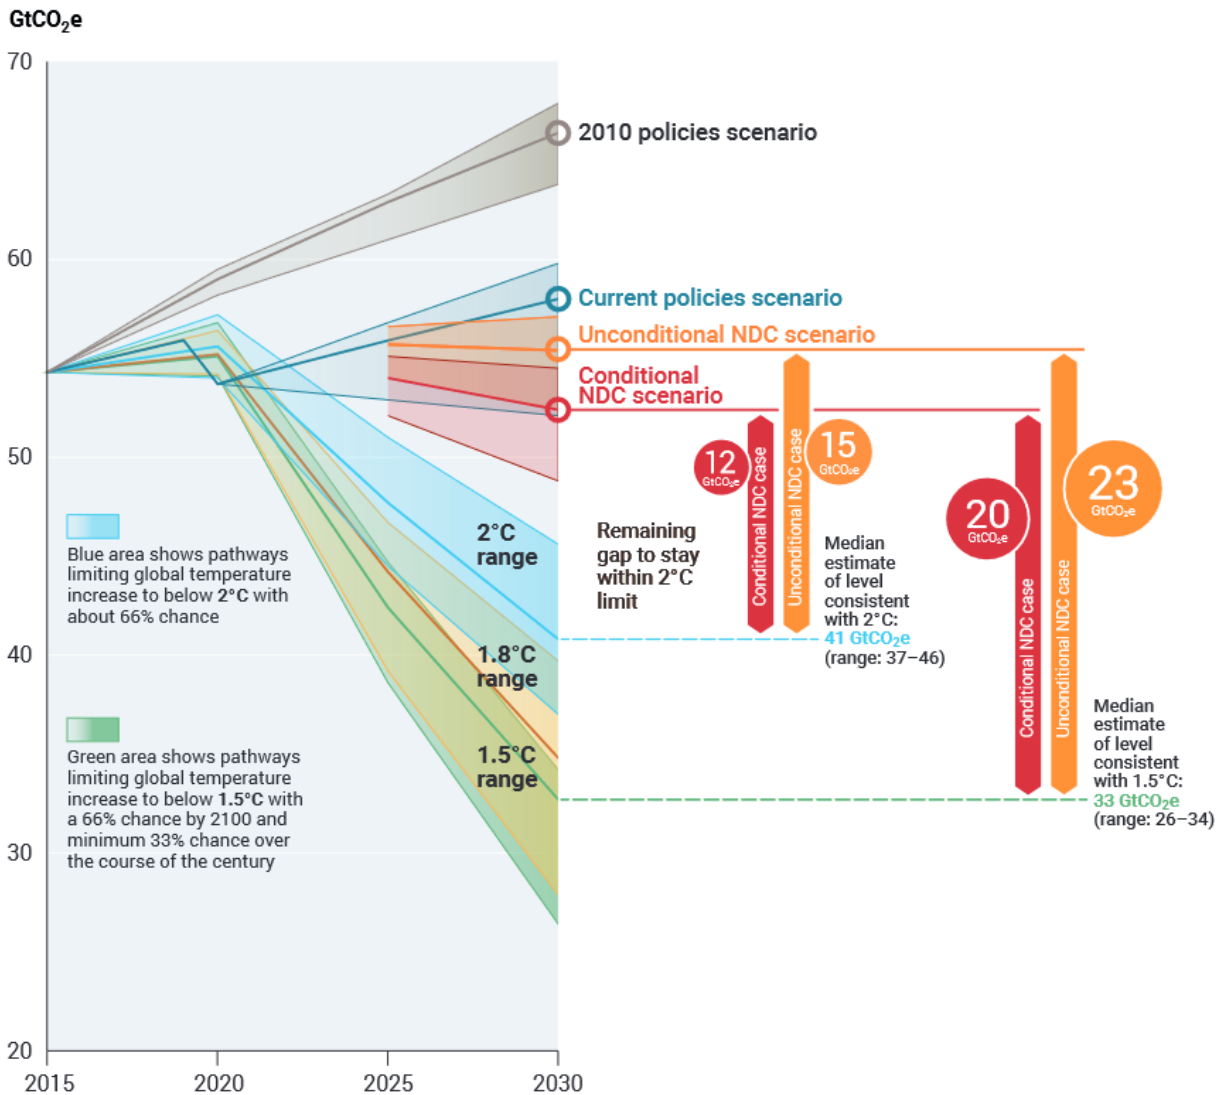 GtCO₂e
70
60
50
40
30
20
2015
2020
2025
2030
2010 policies scenario
Current policies scenario
Unconditional NDC scenario
Conditional
NDC scenario
2°C
range
1.8°C
range
1.5°C
range
Blue area shows pathways
limiting global temperature
increase to below 2°C with
about 66% chance
Green area shows pathways
limiting global temperature
increase to below 1.5°C with
a 66% chance by 2100 and
minimum 33% chance over
the course of the century
Remaining
gap to stay
within 2°C
limit
12
GtCO₂e
Conditional NDC case
Unconditional NDC case
15
GtCO₂e
Median
estimate
of level
consistent
with 2°C:
41 GtCO₂e
(range: 37–46)
20
GtCO₂e
Conditional NDC case
Unconditional NDC case
23
GtCO₂e
Median
estimate
of level
consistent
with 1.5°C:
33 GtCO₂e
(range: 26–34)